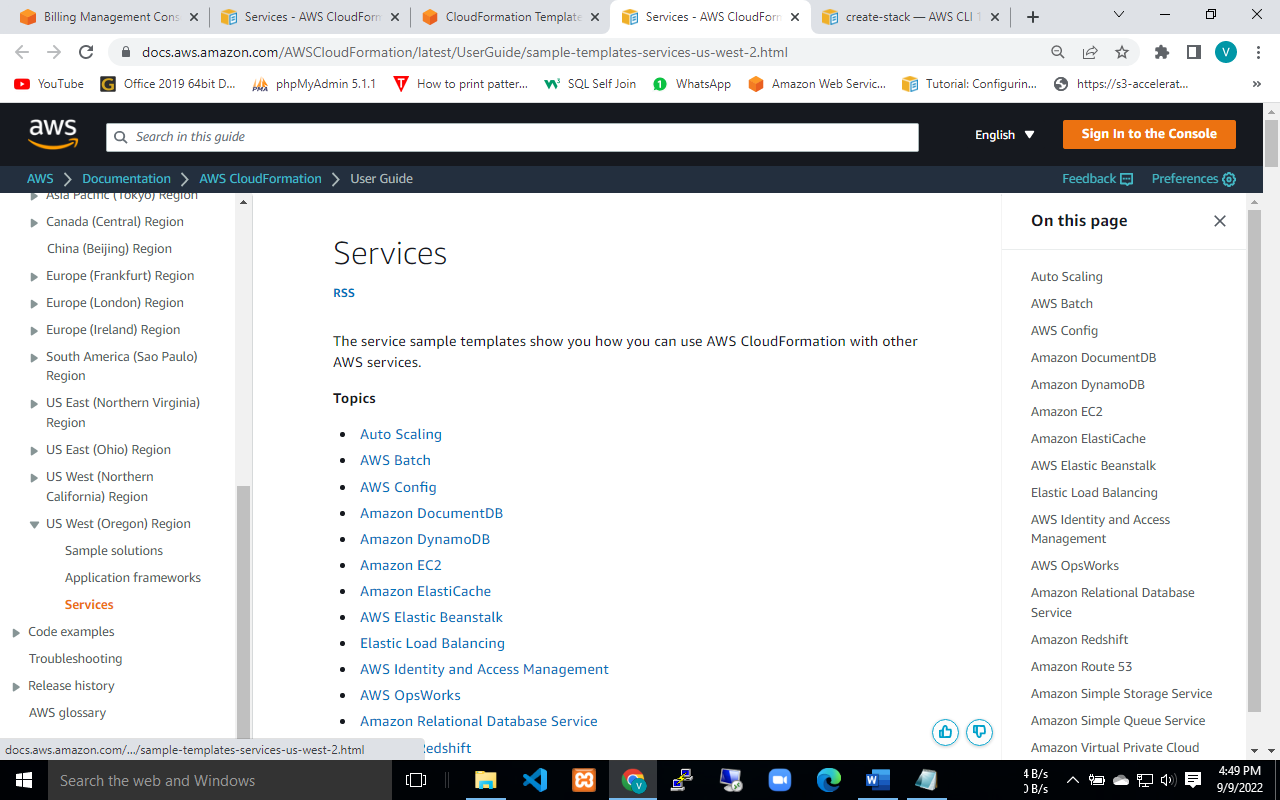 Billing Management Cons
Services - AWS CloudForm
CloudFormation Template
Services - AWS CloudForm
create-stack — AWS CLI 1
docs.aws.amazon.com/AWSCloudFormation/latest/UserGuide/sample-templates-services-us-west-2.html
V
YouTube
Office 2019 64bit D...
phpMyAdmin 5.1.1
How to print patter...
SQL Self Join
WhatsApp
Amazon Web Servic...
Tutorial: Configurin...
https://s3-accelerat...
aws
Search in this guide
English
Sign In to the Console
AWS
Documentation
AWS CloudFormation
User Guide
Feedback
Preferences
Asia Pacific (Tokyo) Region
Canada (Central) Region
China (Beijing) Region
Europe (Frankfurt) Region
Europe (London) Region
Europe (Ireland) Region
South America (Sao Paulo)
Region
US East (Northern Virginia)
Region
US East (Ohio) Region
US West (Northern
California) Region
US West (Oregon) Region
Sample solutions
Application frameworks
Services
Code examples
Troubleshooting
Release history
AWS glossary
docs.aws.amazon.com/.../sample-templates-services-us-west-2.html
Services
RSS
The service sample templates show you how you can use AWS CloudFormation with other
AWS services.
Topics
Auto Scaling
AWS Batch
AWS Config
Amazon DocumentDB
Amazon DynamoDB
Amazon EC2
Amazon ElastiCache
AWS Elastic Beanstalk
Elastic Load Balancing
AWS Identity and Access Management
AWS OpsWorks
Amazon Relational Database Service
Redshift
On this page
Auto Scaling
AWS Batch
AWS Config
Amazon DocumentDB
Amazon DynamoDB
Amazon EC2
Amazon ElastiCache
AWS Elastic Beanstalk
Elastic Load Balancing
AWS Identity and Access
Management
AWS OpsWorks
Amazon Relational Database
Service
Amazon Redshift
Amazon Route 53
Amazon Simple Storage Service
Amazon Simple Queue Service
Amazon Virtual Private Cloud
Search the web and Windows
4 B/s
0 B/s
4:49 PM
9/9/2022